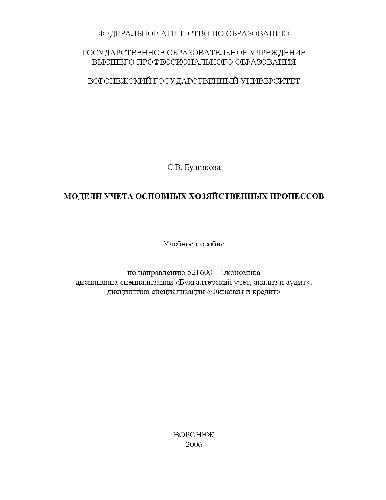 ФЕДЕРАЛЬНОЕ АГЕНТСТВО ПО ОБРАЗОВАНИЮ
ГОСУДАРСТВЕННОЕ ОБРАЗОВАТЕЛЬНОЕ УЧРЕЖДЕНИЕ
ВЫСШЕГО ПРОФЕССИОНАЛЬНОГО ОБРАЗОВАНИЯ
ВОРОНЕЖСКИЙ ГОСУДАРСТВЕННЫЙ УНИВЕРСИТЕТ
С.В. Булгакова
МОДЕЛИ УЧЕТА ОСНОВНЫХ ХОЗЯЙСТВЕННЫХ ПРОЦЕССОВ
Учебное пособие
по направлению 521600 – Экономика
дисциплина специализации «Бухгалтерский учет, анализ и аудит»,
дисциплина специализации «Финансы и кредит»
ВОРОНЕЖ
2006